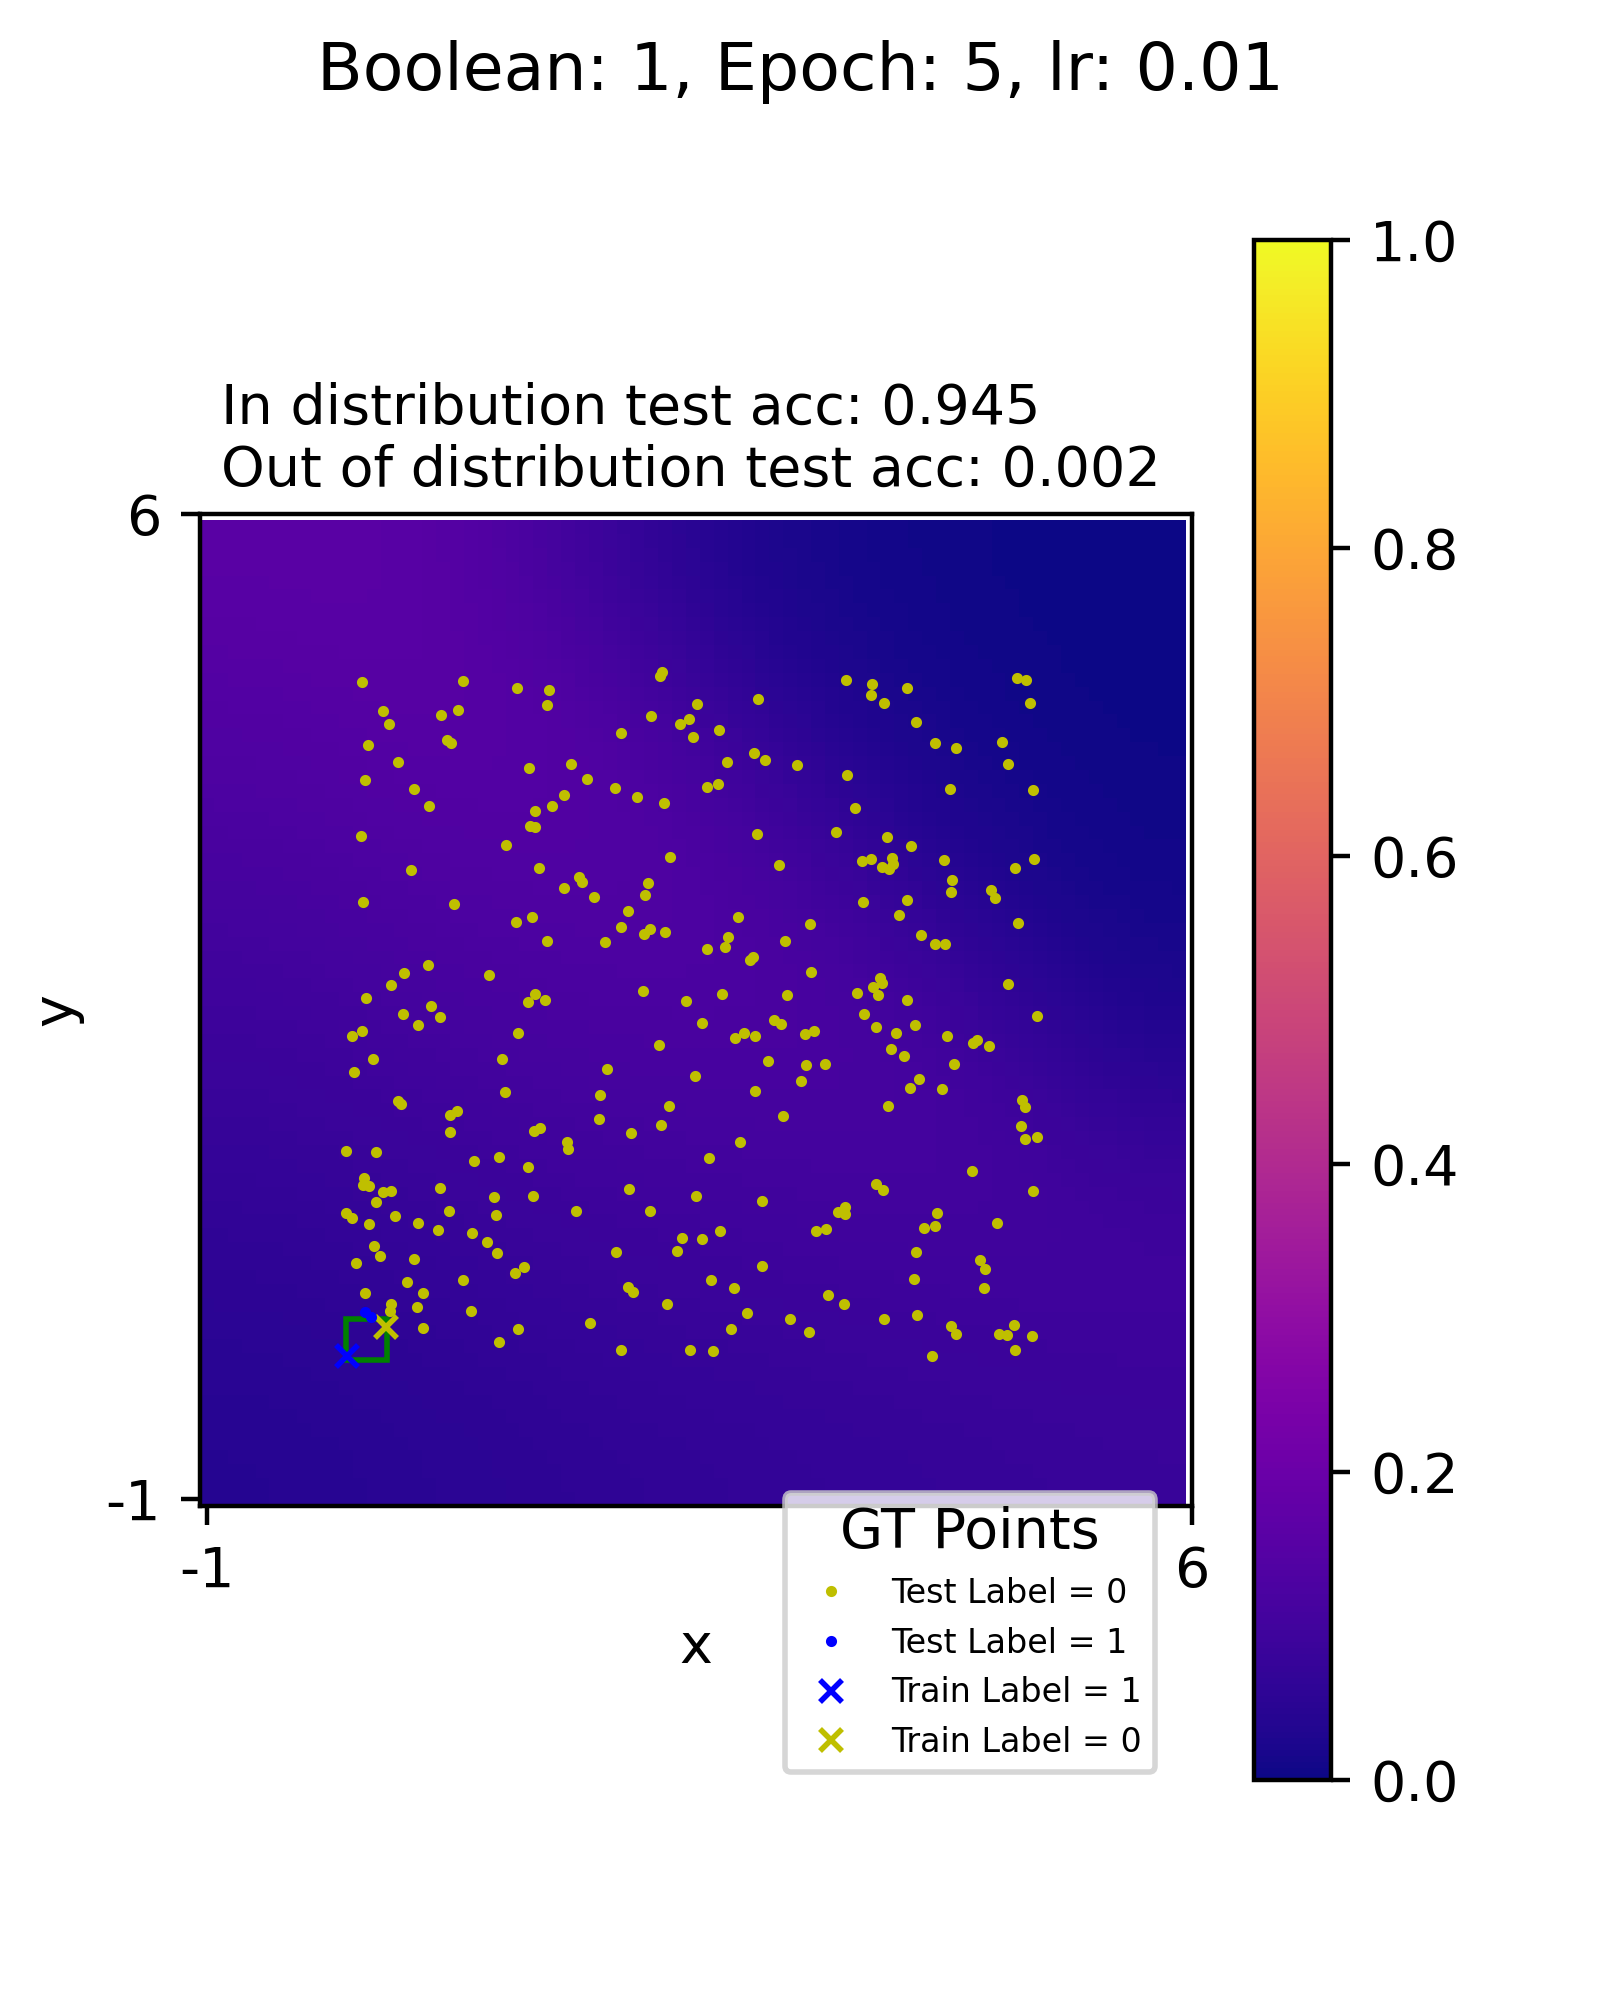 Boolean: 1, Epoch: 5, lr: 0.01
In distribution test acc: 0.945
Out of distribution test acc: 0.002
1.0
0.8
0.6
0.4
0.2
0.0
6
y
-1
-1
6
x
GT Points
Test Label = 0
Test Label = 1
Train Label = 1
Train Label = 0